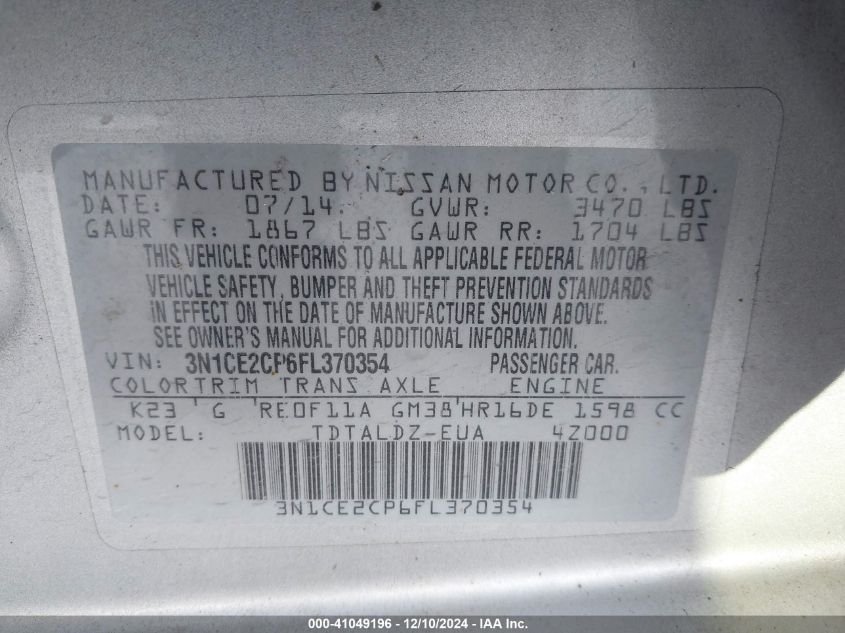 MANUFACTURED BY NISSAN MOTOR CO., LTD.
DATE: 07/14. GVWR: 3470 LBS
GAWR FR: 1867 LBS GAWR RR: 1704 LBS
THIS VEHICLE CONFORMS TO ALL APPLICABLE FEDERAL MOTOR
VEHICLE SAFETY, BUMPER AND THEFT PREVENTION STANDARDS
IN EFFECT ON THE DATE OF MANUFACTURE SHOWN ABOVE.
SEE OWNER'S MANUAL FOR ADDITIONAL INFORMATION.
VIN: 3N1CE2CP6FL370354 PASSENGER CAR.
COLORTRIM TRANS AXLE ENGINE
K23 G RE0F11A GM38 HR16DE 1598 CC
MODEL: TDTALDZ-EUA 4Z000
3N1CE2CP6FL370354
000-41049196 - 12/10/2024 - IAA Inc.